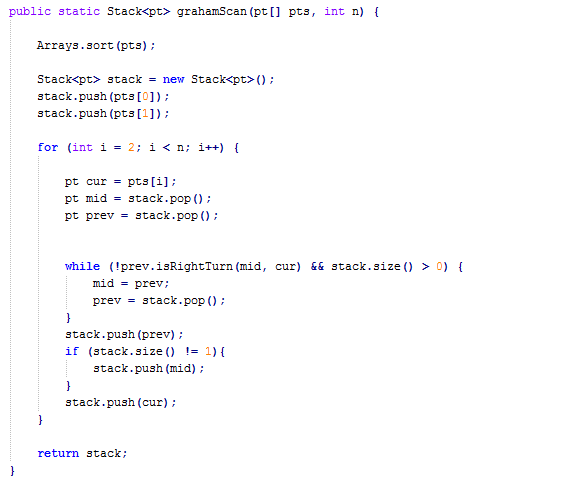 public static Stack<pt> grahamScan(pt[] pts, int n) {
Arrays.sort(pts);
Stack<pt> stack = new Stack<pt>();
stack.push(pts[0]);
stack.push(pts[1]);
for (int i = 2; i < n; i++) {
pt cur = pts[i];
pt mid = stack.pop();
pt prev = stack.pop();
while (!prev.isRightTurn(mid, cur) && stack.size() > 0) {
mid = prev;
prev = stack.pop();
}
stack.push(prev);
if (stack.size() != 1){
stack.push(mid);
}
stack.push(cur);
}
return stack;
}